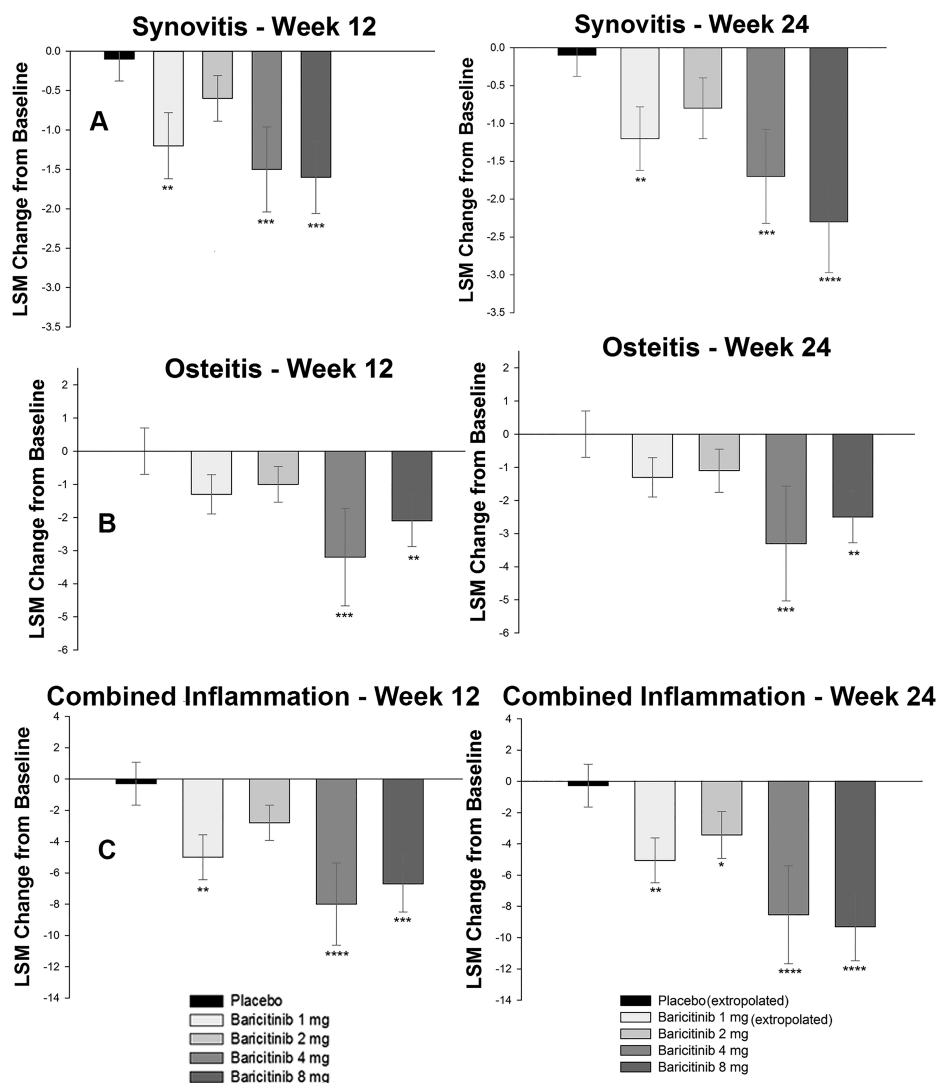 Synovitis - Week 12
LSM Change from Baseline
0.0
-0.5
-1.0
-1.5
-2.0
-2.5
-3.0
-3.5
A
**
***
***
Synovitis - Week 24
LSM Change from Baseline
0.0
-0.5
-1.0
-1.5
-2.0
-2.5
-3.0
-3.5
**
***
****
Osteitis - Week 12
LSM Change from Baseline
2
1
0
-1
-2
-3
-4
-5
-6
B
***
**
Osteitis - Week 24
LSM Change from Baseline
2
1
0
-1
-2
-3
-4
-5
-6
***
**
Combined Inflammation - Week 12
LSM Change from Baseline
4
2
0
-2
-4
-6
-8
-10
-12
-14
C
**
****
***
Placebo
Baricitinib 1 mg
Baricitinib 2 mg
Baricitinib 4 mg
Baricitinib 8 mg
Combined Inflammation - Week 24
LSM Change from Baseline
4
2
0
-2
-4
-6
-8
-10
-12
-14
**
*
****
****
Placebo (extropolated)
Baricitinib 1 mg (extropolated)
Baricitinib 2 mg
Baricitinib 4 mg
Baricitinib 8 mg